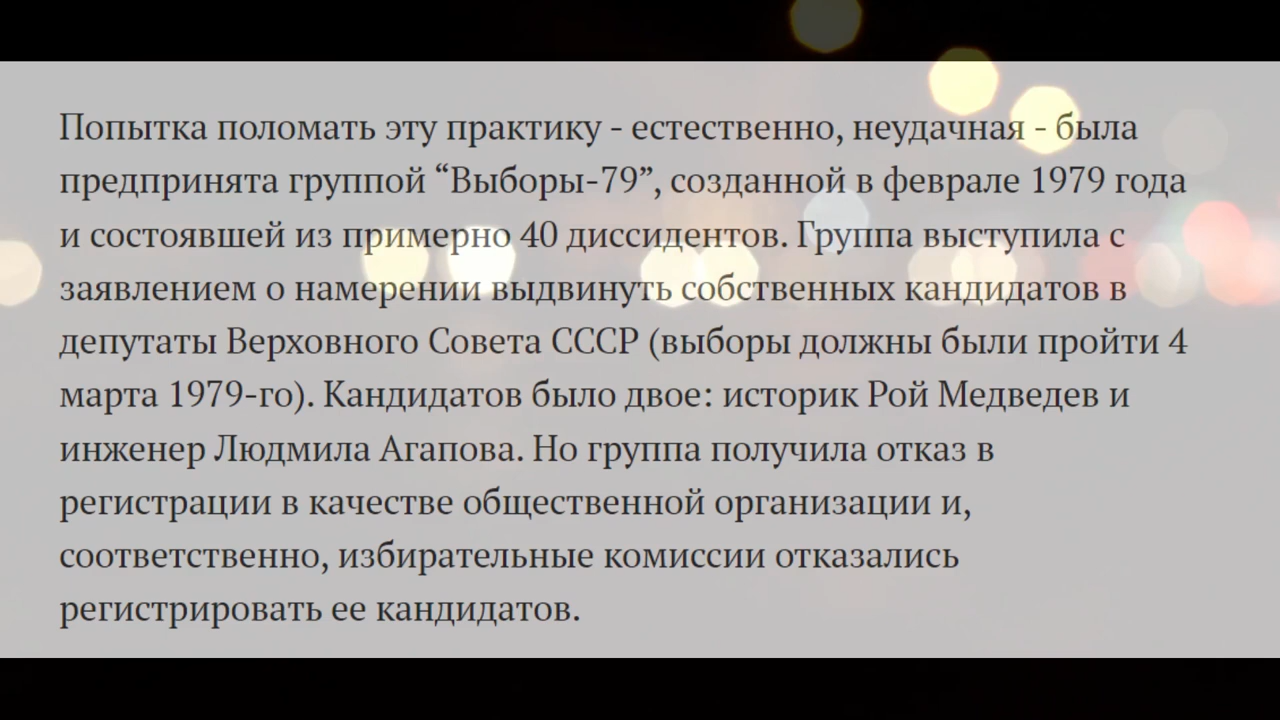 Попытка поломать эту практику - естественно, неудачная - была
предпринята группой “Выборы-79”, созданной в феврале 1979 года
и состоявшей из примерно 40 диссидентов. Группа выступила с
заявлением о намерении выдвинуть собственных кандидатов в
депутаты Верховного Совета СССР (выборы должны были пройти 4
марта 1979-го). Кандидатов было двое: историк Рой Медведев и
инженер Людмила Агапова. Но группа получила отказ в
регистрации в качестве общественной организации и,
соответственно, избирательные комиссии отказались
регистрировать ее кандидатов.